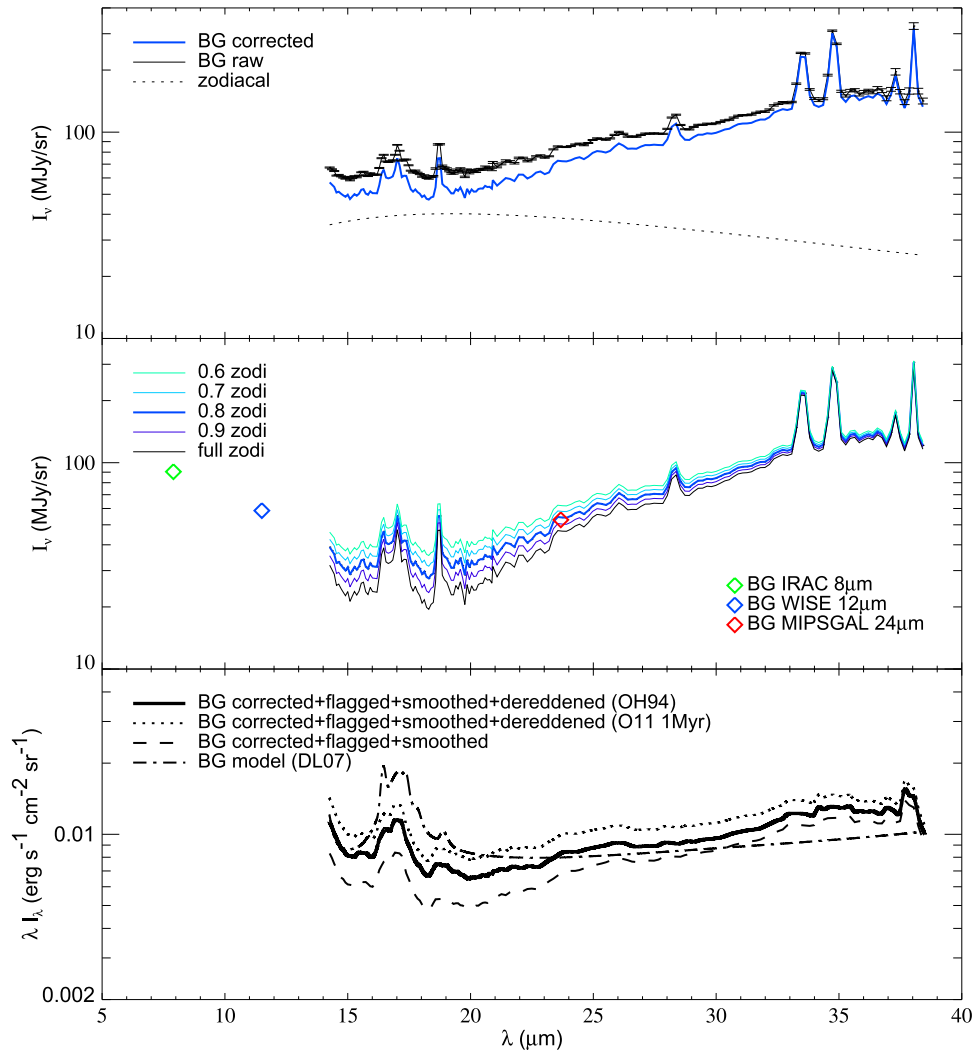 BG corrected
BG raw
zodiacal
100
10
Iν (MJy/sr)
0.6 zodi
0.7 zodi
0.8 zodi
0.9 zodi
full zodi
100
10
Iν (MJy/sr)
BG IRAC 8μm
BG WISE 12μm
BG MIPSGAL 24μm
BG corrected+flagged+smoothed+dereddened (OH94)
BG corrected+flagged+smoothed+dereddened (O11 1Myr)
BG corrected+flagged+smoothed
BG model (DL07)
0.01
0.002
λ Iλ (erg s⁻¹ cm⁻² sr⁻¹)
5 10 15 20 25 30 35 40
λ (μm)